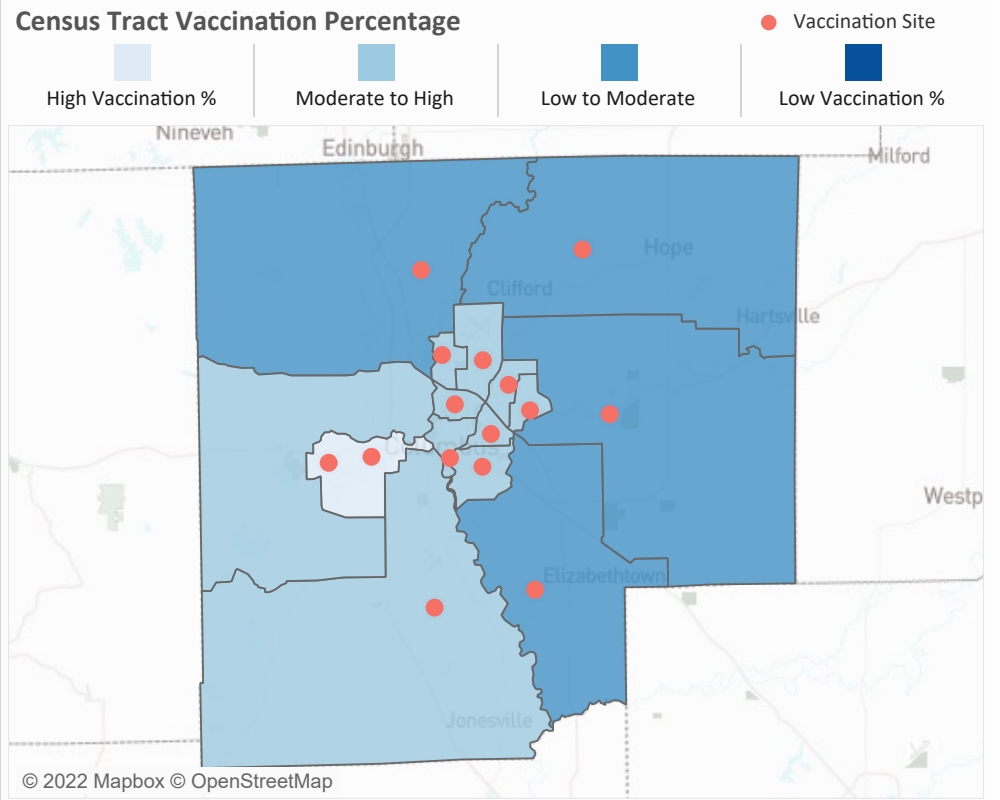 Census Tract Vaccination Percentage
Vaccination Site
High Vaccination %
Moderate to High
Low to Moderate
Low Vaccination %
Nineveh
Edinburgh
Milford
Hope
Clifford
Hartsville
Columbus
Westp
Elizabethtown
Jonesville
© 2022 Mapbox © OpenStreetMap